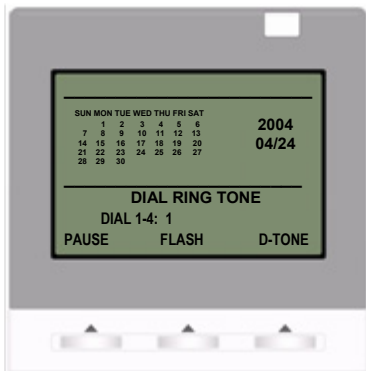 SUN MON TUE WED THU FRI SAT
1 2 3 4 5 6
7 8 9 10 11 12 13
14 15 16 17 18 19 20
21 22 23 24 25 26 27
28 29 30
2004
04/24
DIAL RING TONE
DIAL 1-4: 1
PAUSE FLASH D-TONE